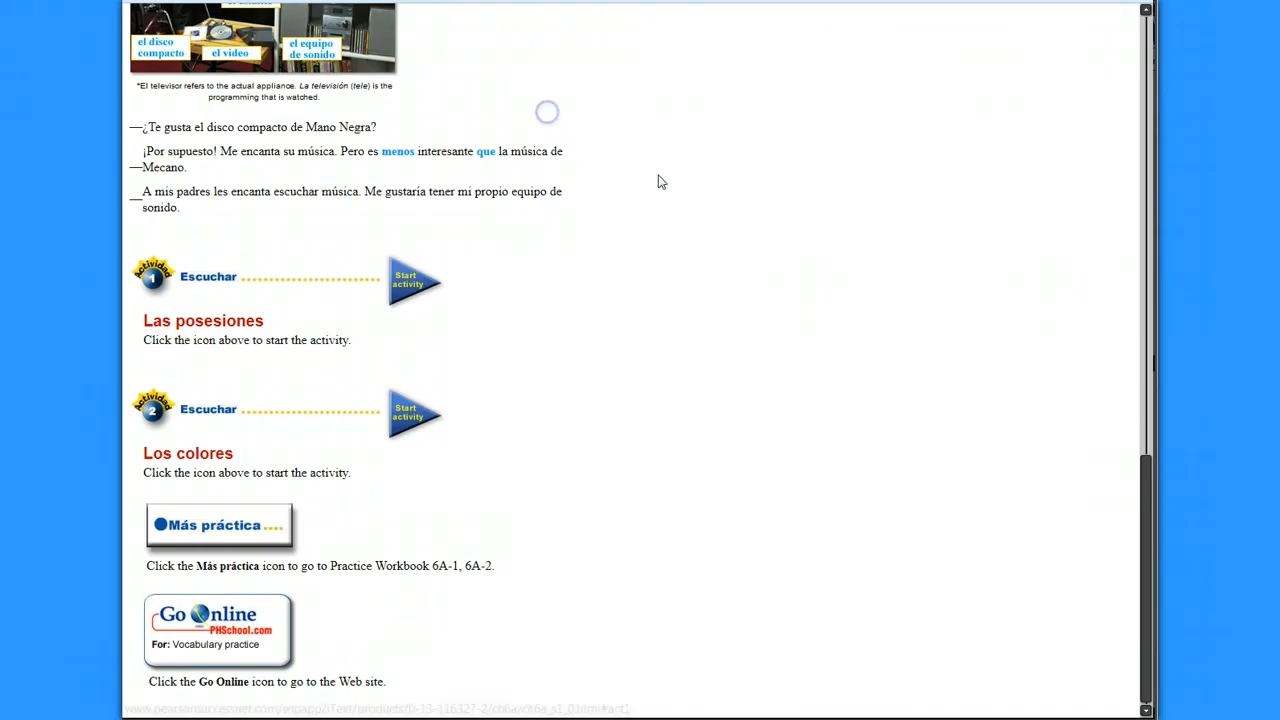 el disco
compacto
el video
el equipo
de sonido
*El televisor refers to the actual appliance. La televisión (tele) is the
programming that is watched.
—¿Te gusta el disco compacto de Mano Negra?
¡Por supuesto! Me encanta su música. Pero es menos interesante que la música de
—Mecano.
A mis padres les encanta escuchar música. Me gustaría tener mi propio equipo de
—sonido.
Actividad
1
Escuchar
Start
activity
Las posesiones
Click the icon above to start the activity.
Actividad
2
Escuchar
Start
activity
Los colores
Click the icon above to start the activity.
Más práctica ....
Click the Más práctica icon to go to Practice Workbook 6A-1, 6A-2.
Go Online
PHSchool.com
For: Vocabulary practice
Click the Go Online icon to go to the Web site.